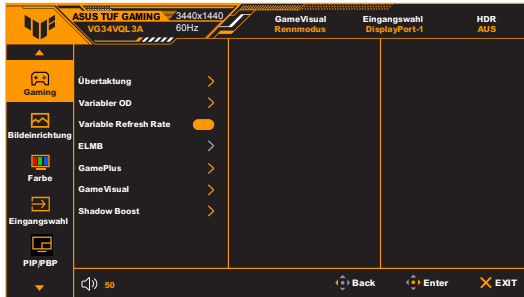 ASUS TUF GAMING 3440x1440
VG34VQL3A 60Hz
GameVisual
Rennmodus
Eingangswahl
DisplayPort-1
HDR
AUS
Gaming
Bildeinrichtung
Farbe
Eingangswahl
PIP/PBP
Übertaktung
Variabler OD
Variable Refresh Rate
ELMB
GamePlus
GameVisual
Shadow Boost
50
Back
Enter
EXIT